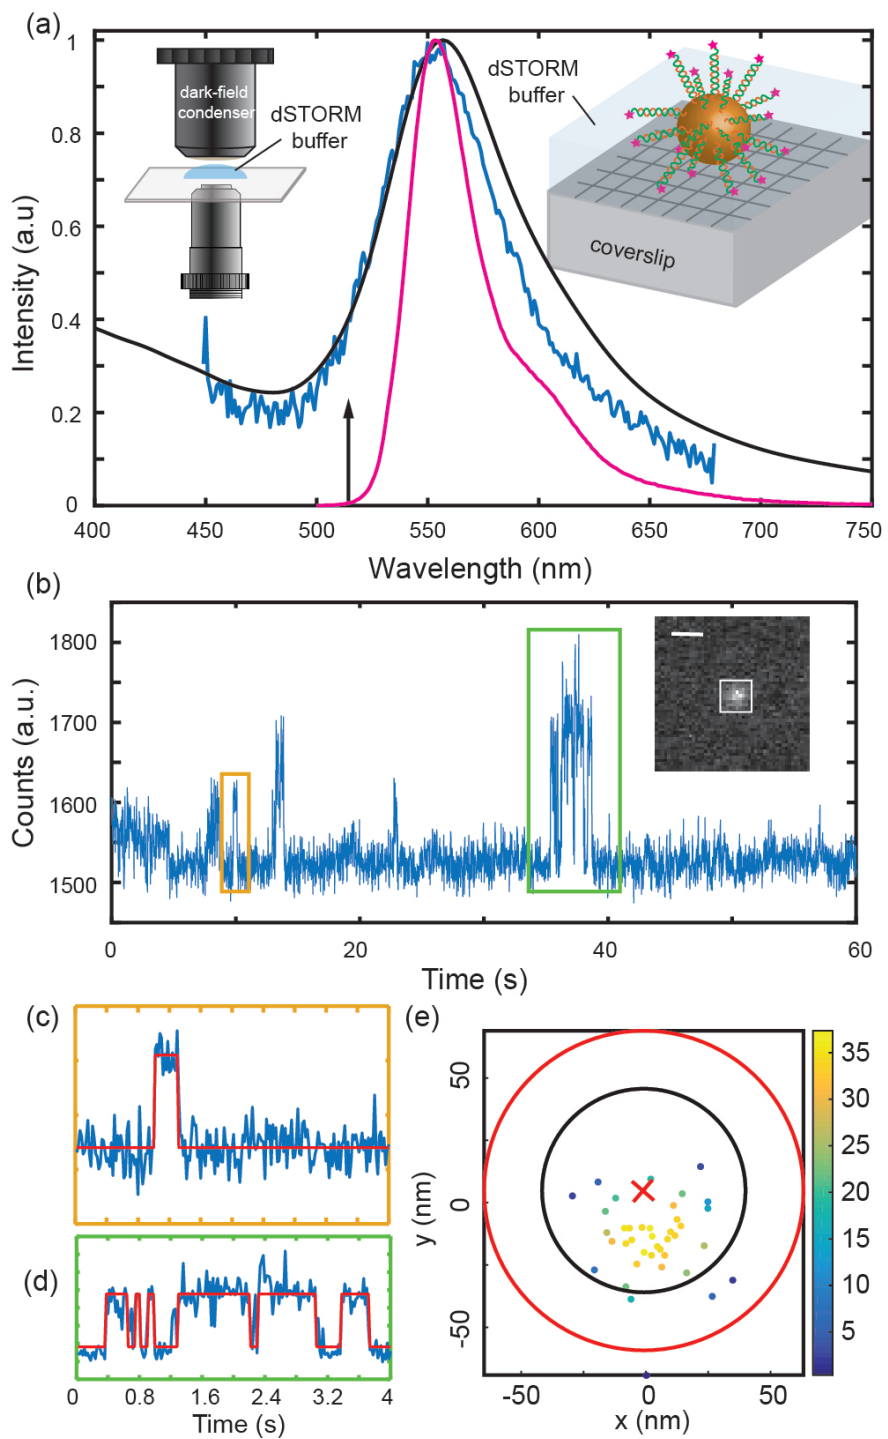 (a)
1
0.8
0.6
0.4
0.2
0
Intensity (a.u)
dark-field
condenser
dSTORM
buffer
dSTORM
buffer
coverslip
400
450
500
550
600
650
700
750
Wavelength (nm)
(b)
1800
1700
1600
1500
Counts (a.u.)
0
20
40
60
Time (s)
(c)
(d)
0
0.8
1.6
2.4
3.2
4
Time (s)
(e)
50
0
-50
y (nm)
-50
0
50
x (nm)
35
30
25
20
15
10
5